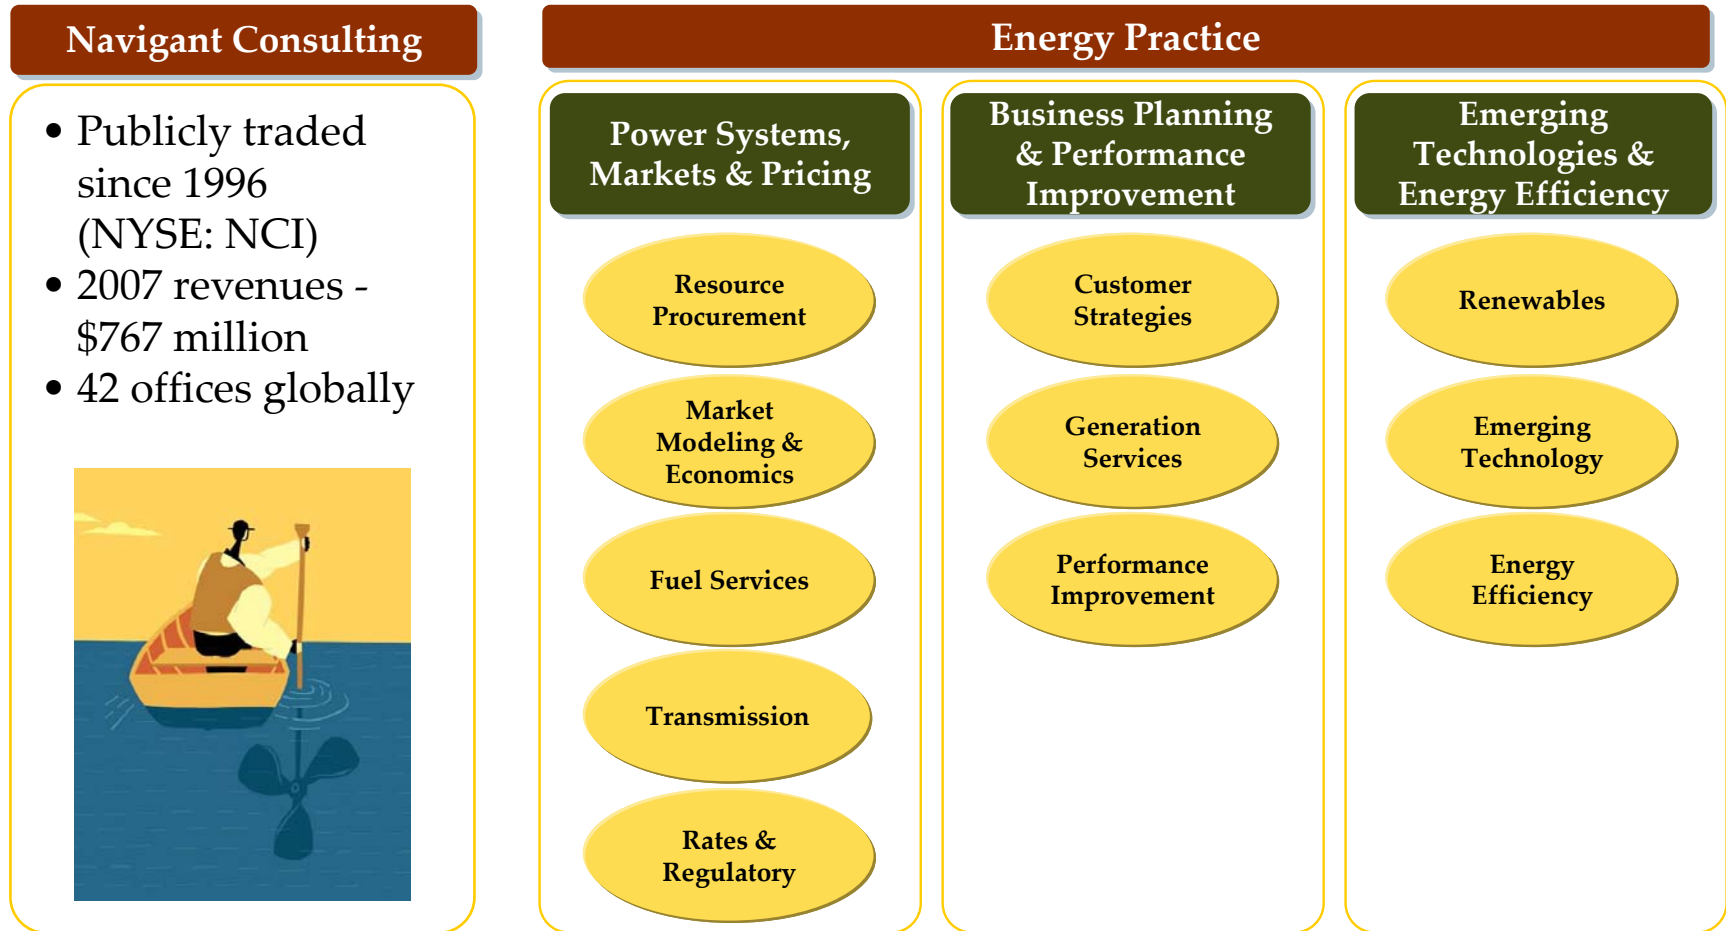 Navigant Consulting
• Publicly traded
since 1996
(NYSE: NCI)
• 2007 revenues -
$767 million
• 42 offices globally
Energy Practice
Power Systems,
Markets & Pricing
Resource
Procurement
Market
Modeling &
Economics
Fuel Services
Transmission
Rates &
Regulatory
Business Planning
& Performance
Improvement
Customer
Strategies
Generation
Services
Performance
Improvement
Emerging
Technologies &
Energy Efficiency
Renewables
Emerging
Technology
Energy
Efficiency